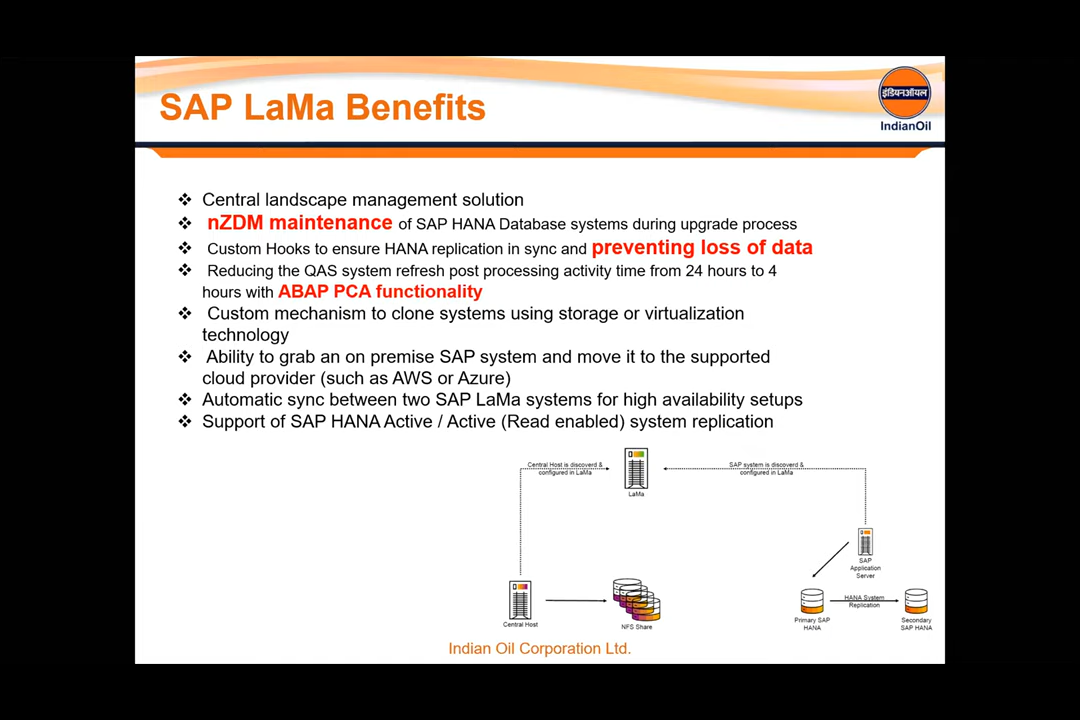 SAP LaMa Benefits
इंडियनऑयल
IndianOil
❖ Central landscape management solution
❖ nZDM maintenance of SAP HANA Database systems during upgrade process
❖ Custom Hooks to ensure HANA replication in sync and preventing loss of data
❖ Reducing the QAS system refresh post processing activity time from 24 hours to 4
hours with ABAP PCA functionality
❖ Custom mechanism to clone systems using storage or virtualization
technology
❖ Ability to grab an on premise SAP system and move it to the supported
cloud provider (such as AWS or Azure)
❖ Automatic sync between two SAP LaMa systems for high availability setups
❖ Support of SAP HANA Active / Active (Read enabled) system replication
Central Host is discoverd &
configured in LaMa
LaMa
SAP system is discoverd &
configured in LaMa
SAP
Application
Server
HANA System
Replication
Primary SAP
HANA
Secondary
SAP HANA
Central Host
NFS Share
Indian Oil Corporation Ltd.